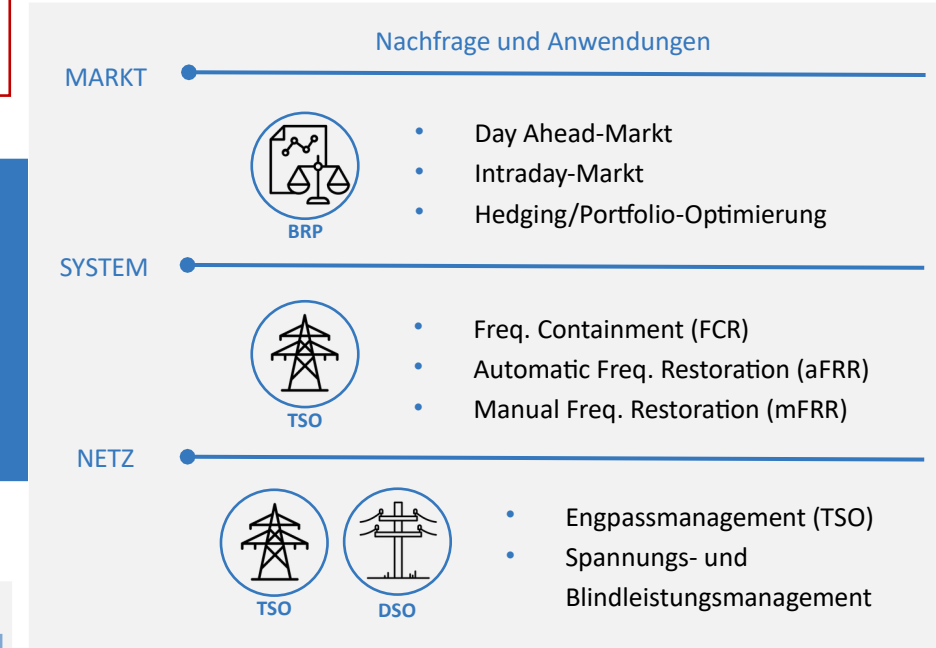 Nachfrage und Anwendungen
MARKT
• Day Ahead-Markt
• Intraday-Markt
• Hedging/Portfolio-Optimierung
BRP
SYSTEM
• Freq. Containment (FCR)
• Automatic Freq. Restoration (aFRR)
• Manual Freq. Restoration (mFRR)
TSO
NETZ
• Engpassmanagement (TSO)
• Spannungs- und
Blindleistungsmanagement
TSO
DSO